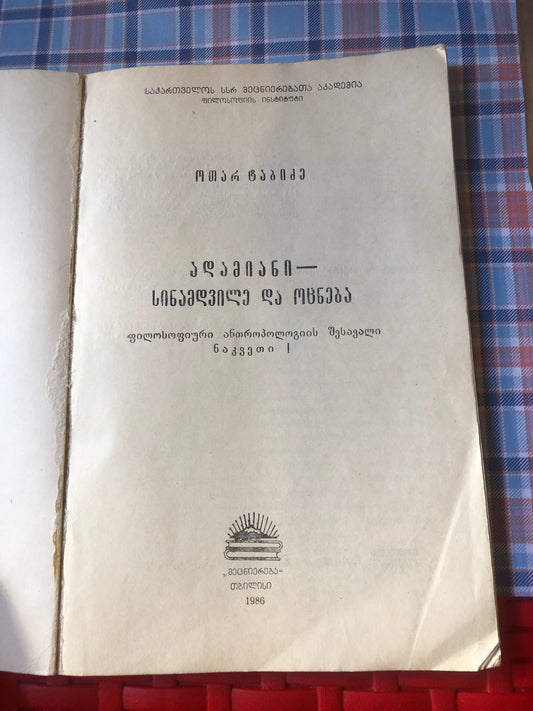 საქართველოს სსრ მეცნიერებათა აკადემია
ფილოსოფიის ინსტიტუტი
ოთარ ტაბიძე
ადამიანი —
სინამდვილე და ოცნება
ფილოსოფიური ანთროპოლოგიის შესავალი
ნაკვეთი I
„მეცნიერება“
თბილისი
1986